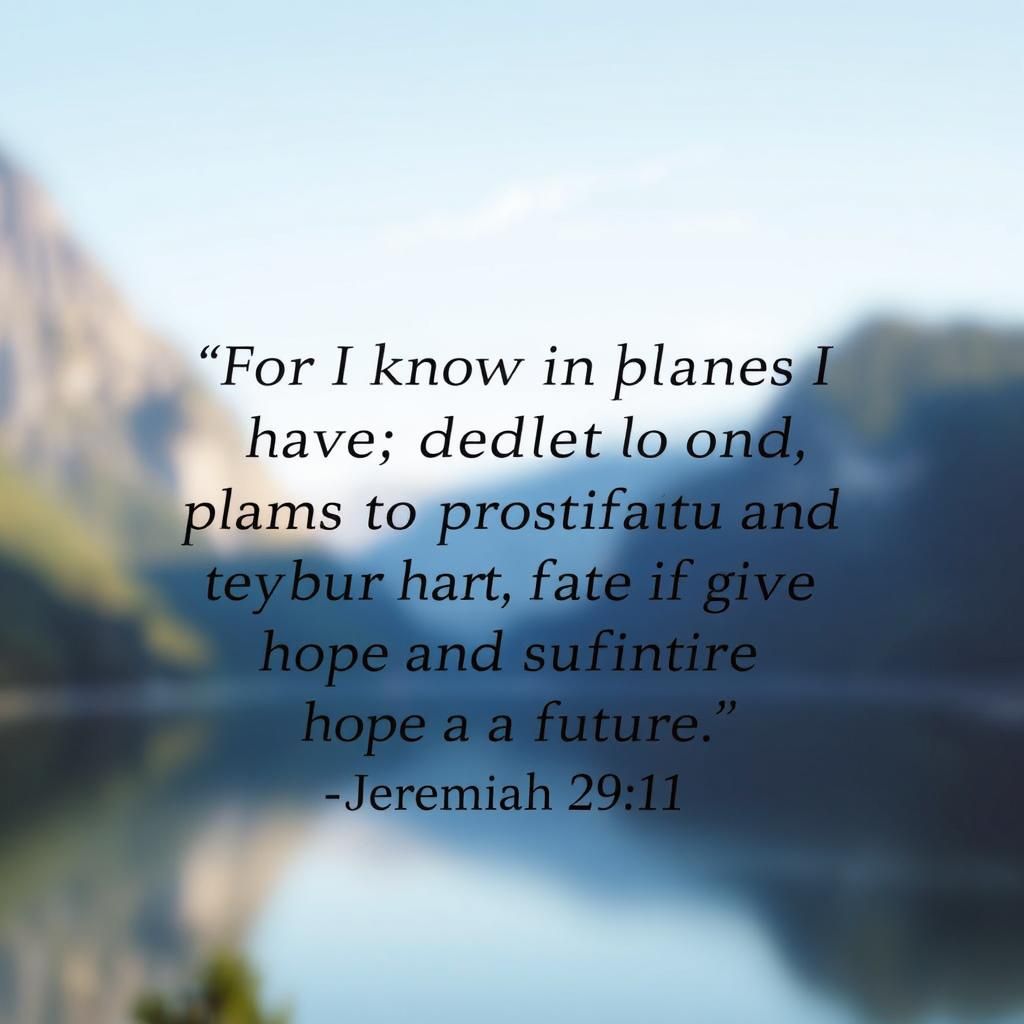 “For I know in þlanes I
have; dedlet lo ond,
plams to prostifaitu and
teybur hart, fate if give
hope and sufintire
hope a a future.”
-Jeremiah 29:11